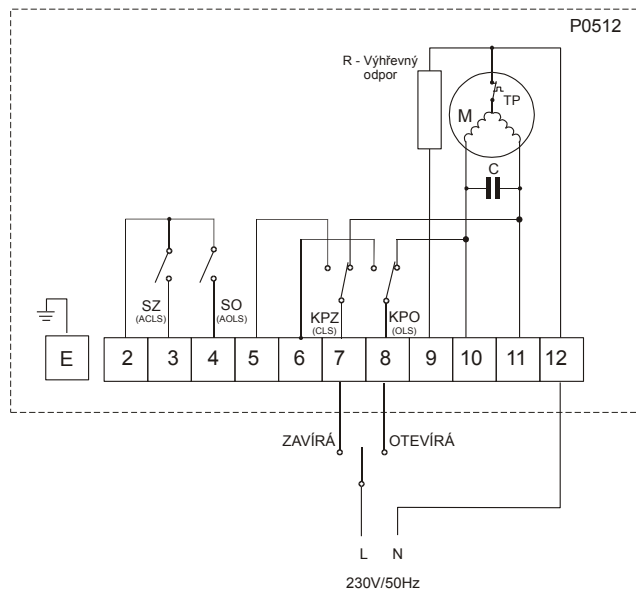 P0512
R - Výhřevný
odpor
TP
M
C
SZ
(ACLS)
SO
(AOLS)
KPZ
(CLS)
KPO
(OLS)
E 2 3 4 5 6 7 8 9 10 11 12
ZAVÍRÁ OTEVÍRÁ
L N
230V/50Hz